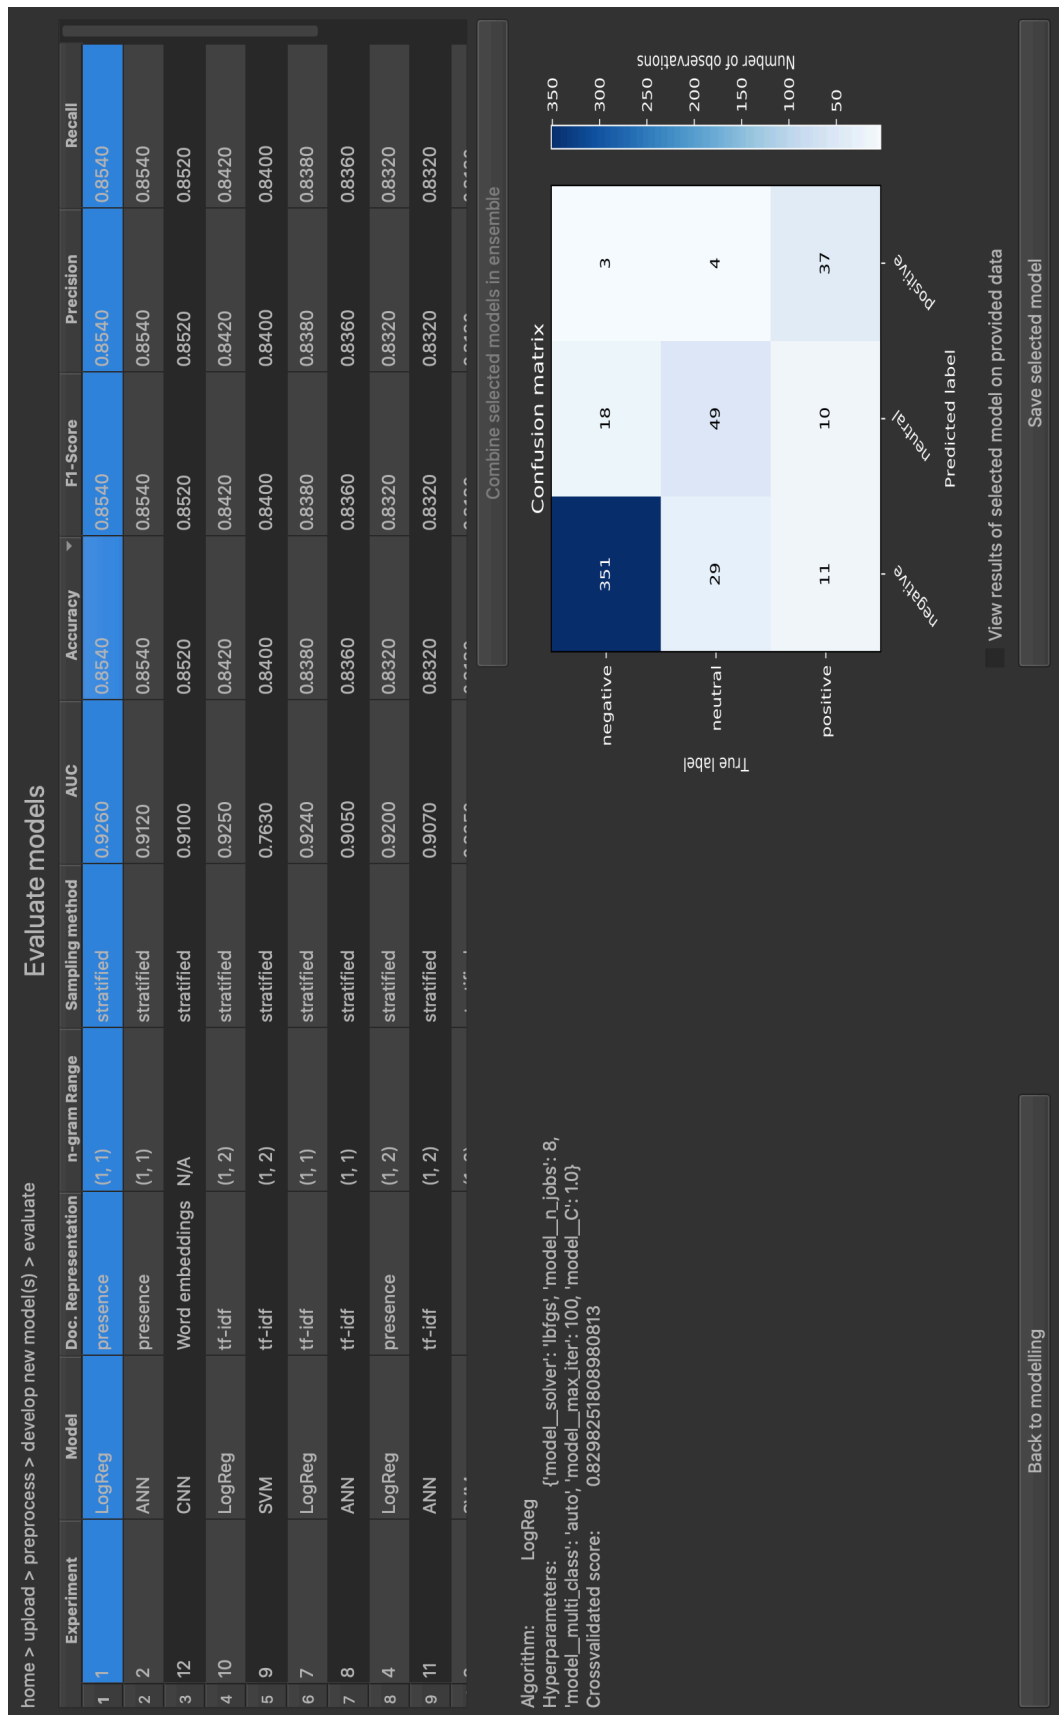 Evaluate models
home > upload > preprocess > develop new model(s) > evaluate
Experiment Model Doc. Representation n-gram Range Sampling method AUC Accuracy F1-Score Precision Recall
1 1 LogReg presence (1, 1) stratified 0.9260 0.8540 0.8540 0.8540 0.8540
2 2 ANN presence (1, 1) stratified 0.9120 0.8540 0.8540 0.8540 0.8540
3 12 CNN Word embeddings N/A stratified 0.9100 0.8520 0.8520 0.8520 0.8520
4 10 LogReg tf-idf (1, 2) stratified 0.9250 0.8420 0.8420 0.8420 0.8420
5 9 SVM tf-idf (1, 2) stratified 0.7630 0.8400 0.8400 0.8400 0.8400
6 7 LogReg tf-idf (1, 1) stratified 0.9240 0.8380 0.8380 0.8380 0.8380
7 8 ANN tf-idf (1, 1) stratified 0.9050 0.8360 0.8360 0.8360 0.8360
8 4 LogReg presence (1, 2) stratified 0.9200 0.8320 0.8320 0.8320 0.8320
9 11 ANN tf-idf (1, 2) stratified 0.9070 0.8320 0.8320 0.8320 0.8320
Combine selected models in ensemble
Algorithm: LogReg
Hyperparameters: {'model__solver': 'lbfgs', 'model__n_jobs': 8,
'model__multi_class': 'auto', 'model__max_iter': 100, 'model__C': 1.0}
Crossvalidated score: 0.8298251808980813
Confusion matrix
True label
negative 351 18 3
neutral 29 49 4
positive 11 10 37
negative neutral positive
Predicted label
350
300
250
200
150
100
50
Number of observations
View results of selected model on provided data
Back to modelling
Save selected model